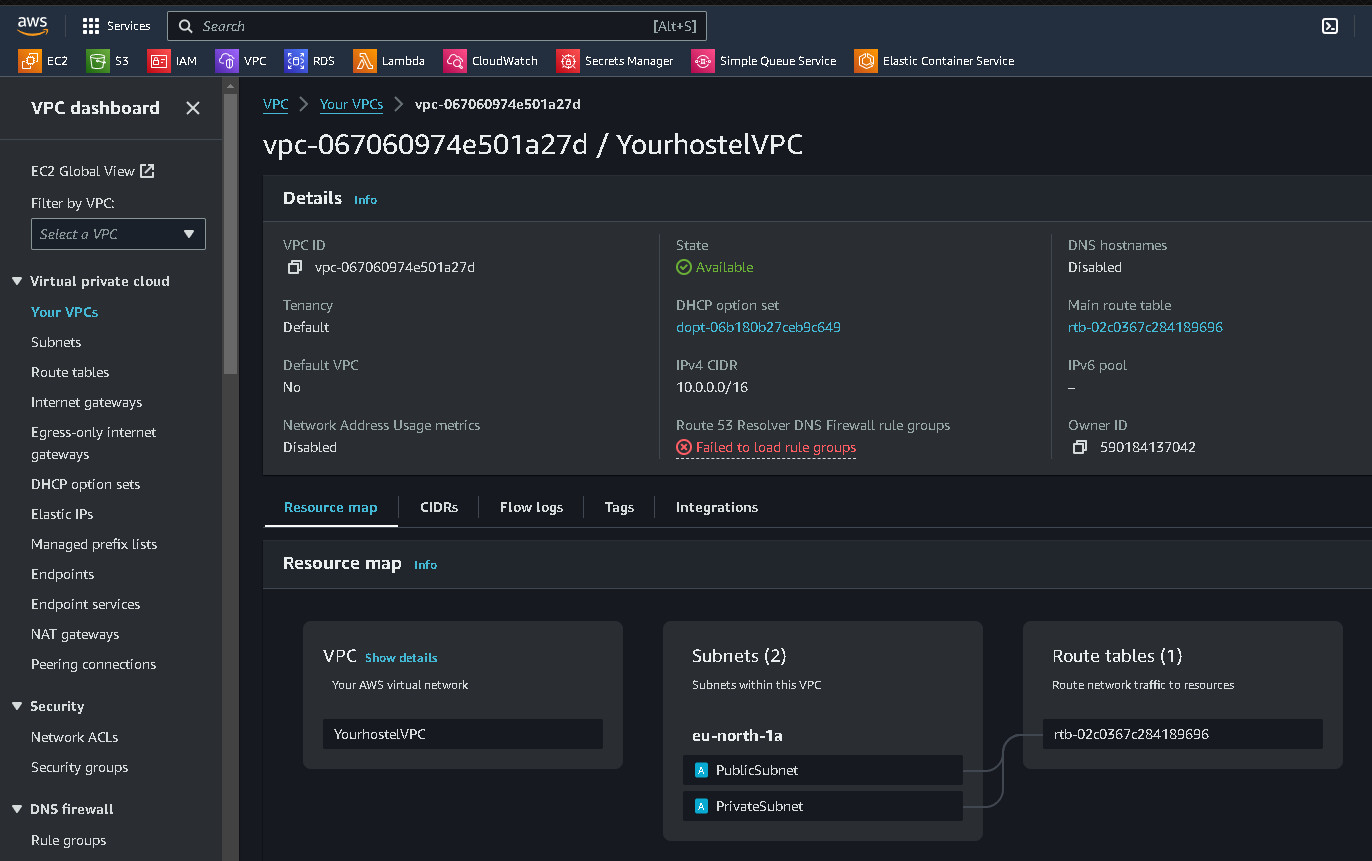 aws
Services
Search
[Alt+S]
EC2
S3
IAM
VPC
RDS
Lambda
CloudWatch
Secrets Manager
Simple Queue Service
Elastic Container Service
VPC dashboard
EC2 Global View
Filter by VPC:
Select a VPC
Virtual private cloud
Your VPCs
Subnets
Route tables
Internet gateways
Egress-only internet
gateways
DHCP option sets
Elastic IPs
Managed prefix lists
Endpoints
Endpoint services
NAT gateways
Peering connections
Security
Network ACLs
Security groups
DNS firewall
Rule groups
VPC
Your VPCs
vpc-067060974e501a27d
vpc-067060974e501a27d / YourhostelVPC
Details Info
VPC ID
vpc-067060974e501a27d
State
Available
DNS hostnames
Disabled
Tenancy
Default
DHCP option set
dopt-06b180b27ceb9c649
Main route table
rtb-02c0367c284189696
Default VPC
No
IPv4 CIDR
10.0.0.0/16
IPv6 pool
–
Network Address Usage metrics
Disabled
Route 53 Resolver DNS Firewall rule groups
Failed to load rule groups
Owner ID
590184137042
Resource map
CIDRs
Flow logs
Tags
Integrations
Resource map Info
VPC Show details
Your AWS virtual network
YourhostelVPC
Subnets (2)
Subnets within this VPC
eu-north-1a
A PublicSubnet
A PrivateSubnet
Route tables (1)
Route network traffic to resources
rtb-02c0367c284189696